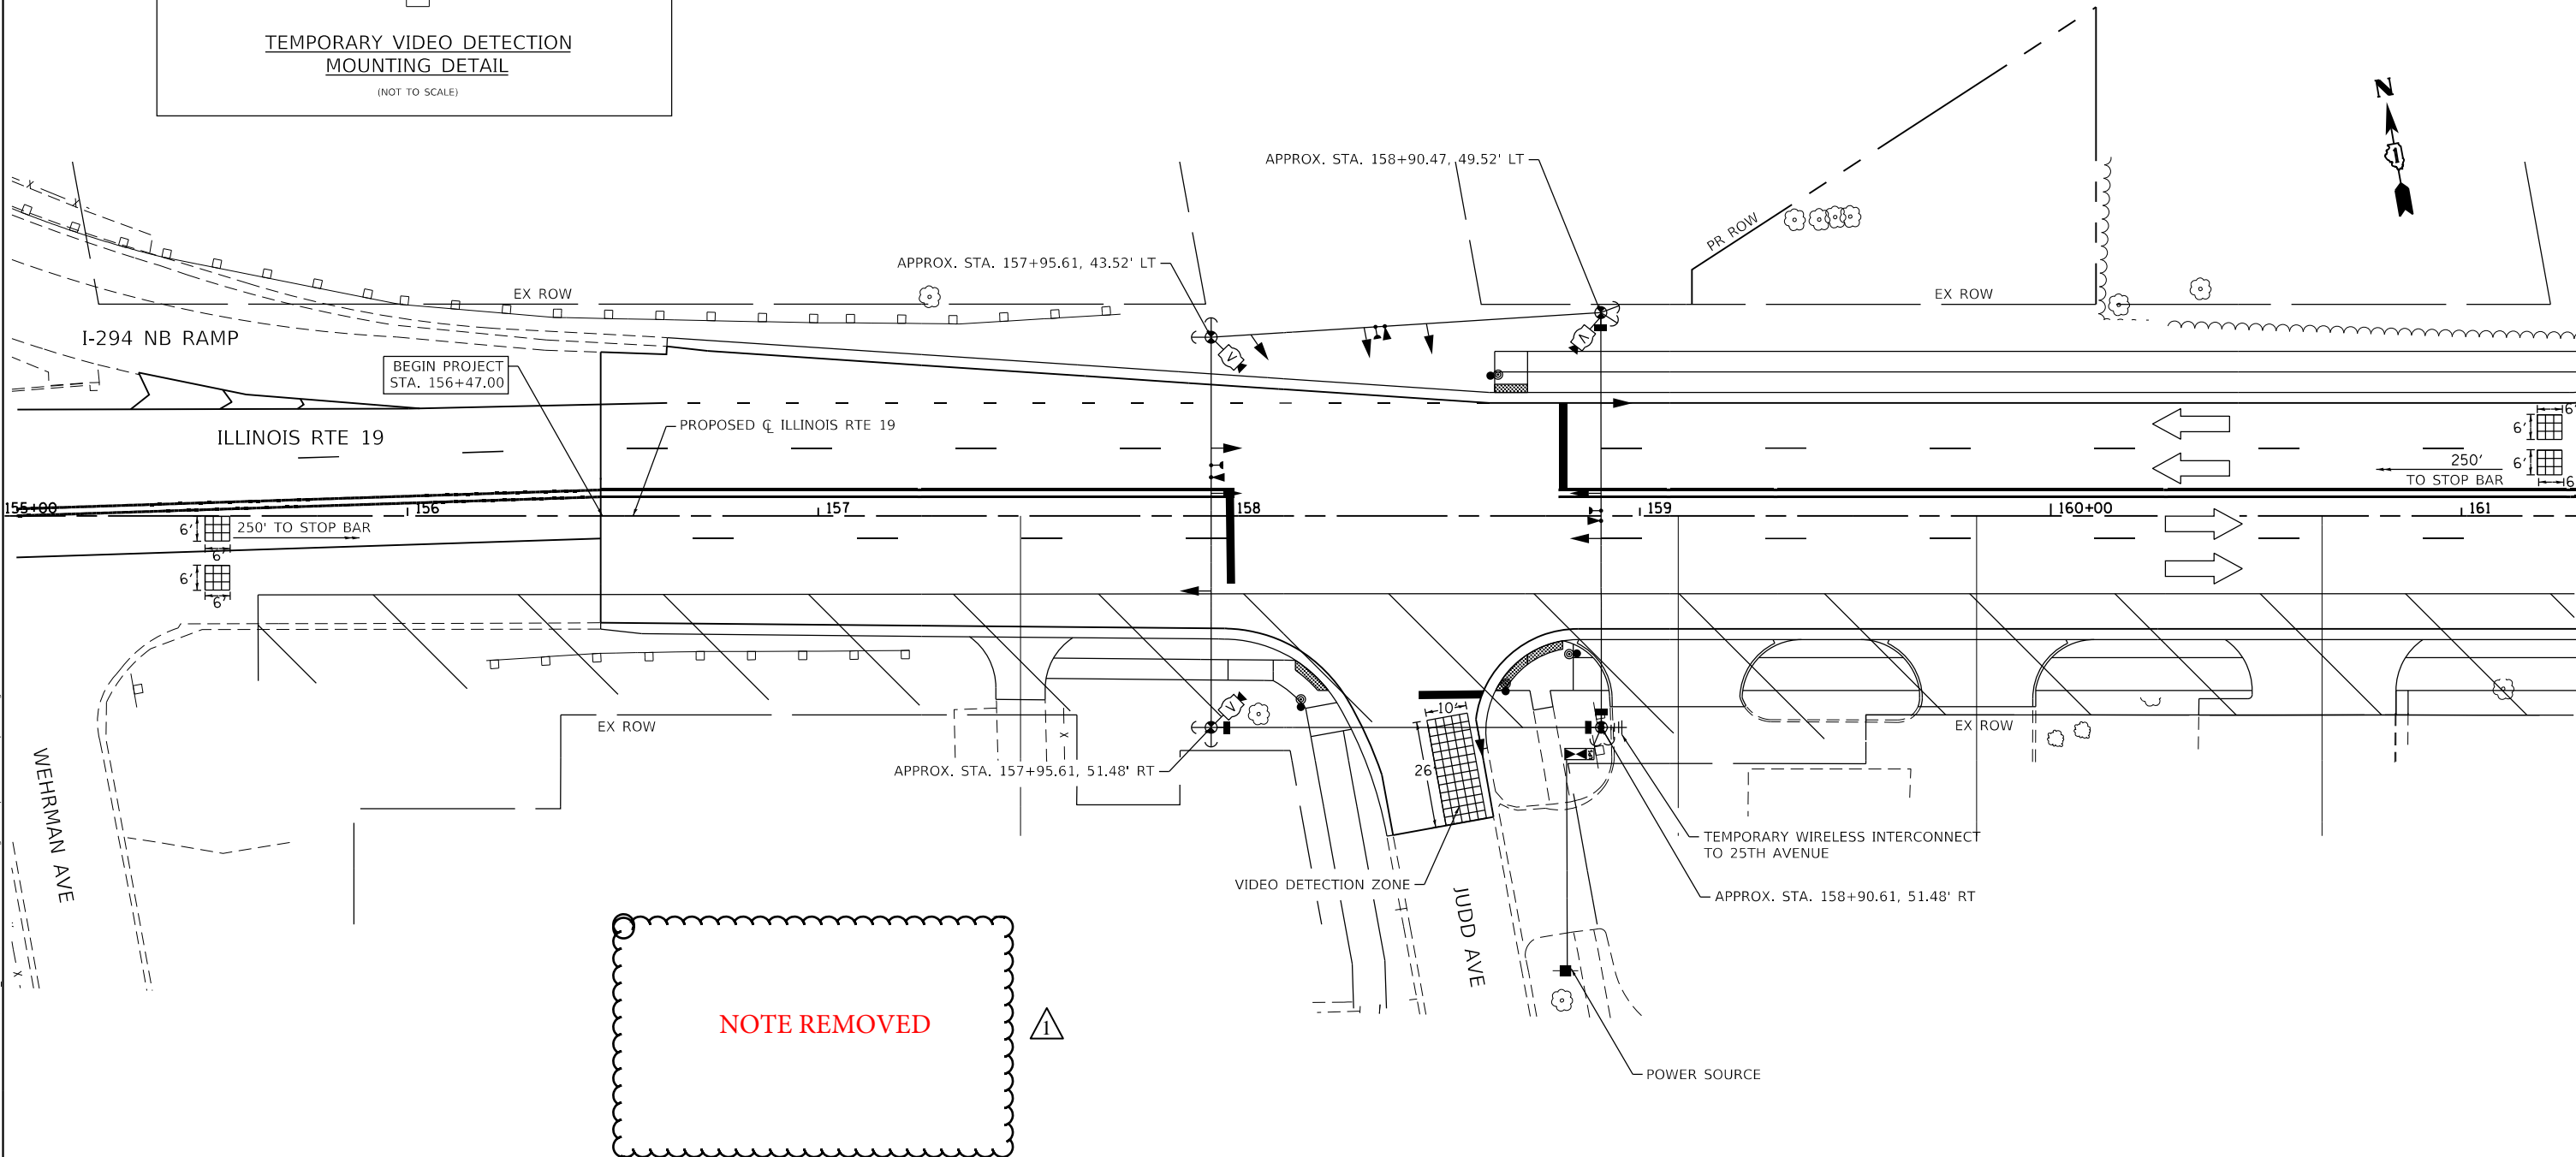 TEMPORARY VIDEO DETECTION
MOUNTING DETAIL
(NOT TO SCALE)
N
1
APPROX. STA. 158+90.47, 49.52' LT
PR ROW
APPROX. STA. 157+95.61, 43.52' LT
EX ROW
EX ROW
I-294 NB RAMP
BEGIN PROJECT
STA. 156+47.00
V
V
ILLINOIS RTE 19
PROPOSED ℄ ILLINOIS RTE 19
6'
6'
6'
6
250'
TO STOP BAR
155+00
156
157
158
159
160+00
161
6'
250' TO STOP BAR
6'
6'
6'
EX ROW
V
10'
26'
EX ROW
APPROX. STA. 157+95.61, 51.48' RT
WEHRMAN AVE
TEMPORARY WIRELESS INTERCONNECT
TO 25TH AVENUE
VIDEO DETECTION ZONE
JUDD AVE
APPROX. STA. 158+90.61, 51.48' RT
NOTE REMOVED
1
POWER SOURCE